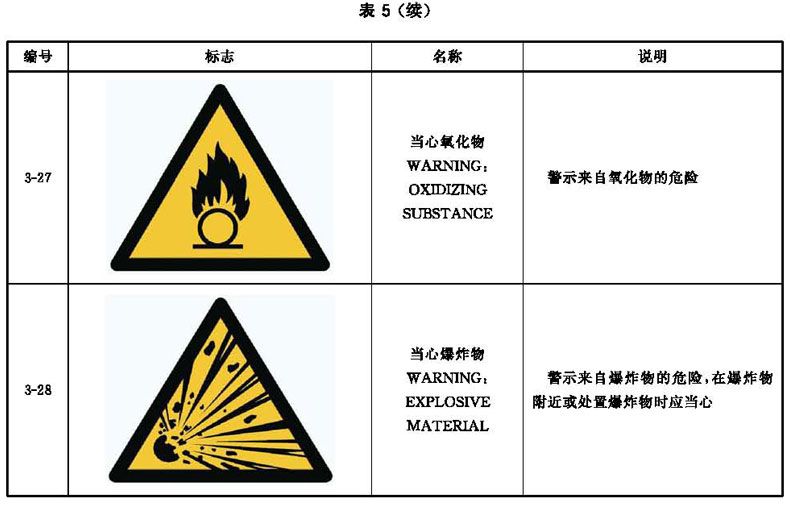 表 5（续）
编号 标志 名称 说明
3-27
当心氧化物
WARNING：
OXIDIZING
SUBSTANCE
警示来自氧化物的危险
3-28
当心爆炸物
WARNING：
EXPLOSIVE
MATERIAL
警示来自爆炸物的危险，在爆炸物
附近或处置爆炸物时应当心